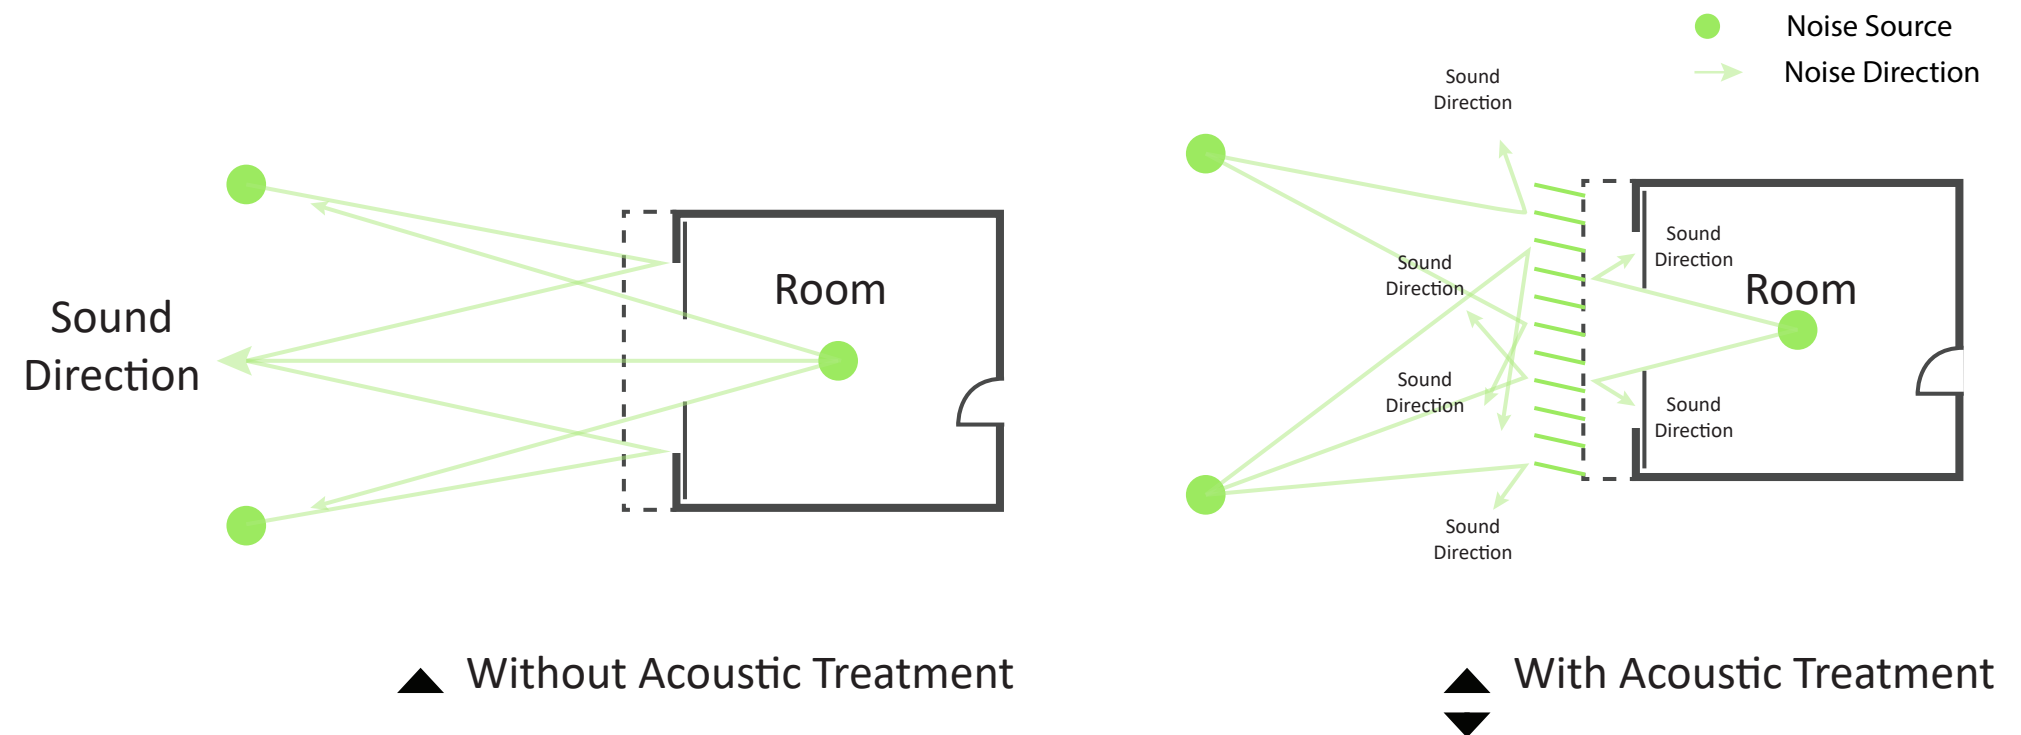 Noise Source
Noise Direction
Sound
Direction
Room
Without Acoustic Treatment
Sound
Direction
Sound
Direction
Sound
Direction
Room
Sound
Direction
Sound
Direction
Sound
Direction
With Acoustic Treatment